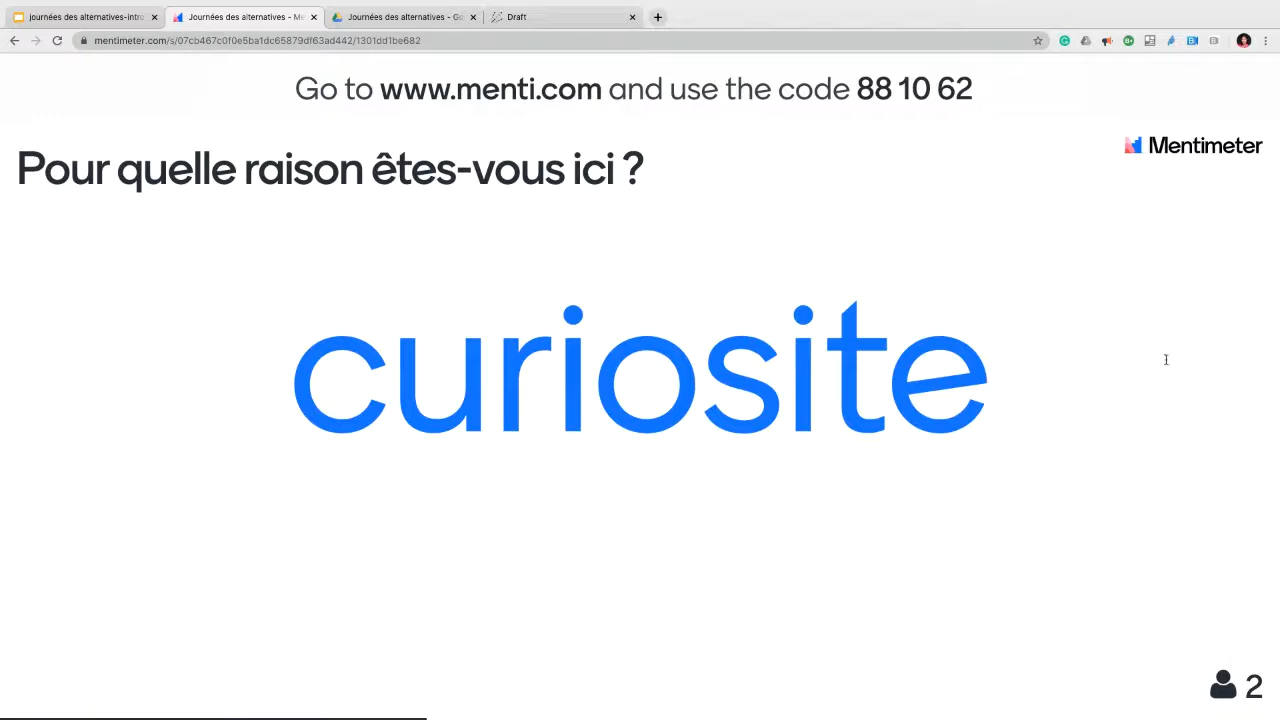 journées des alternatives-intro
Journées des alternatives - Me
Journées des alternatives - Go
Draft
mentimeter.com/s/07cb467c0f0e5ba1dc65879df63ad442/1301dd1be682
Go to www.menti.com and use the code 88 10 62
Mentimeter
Pour quelle raison êtes-vous ici ?
curiosite
2